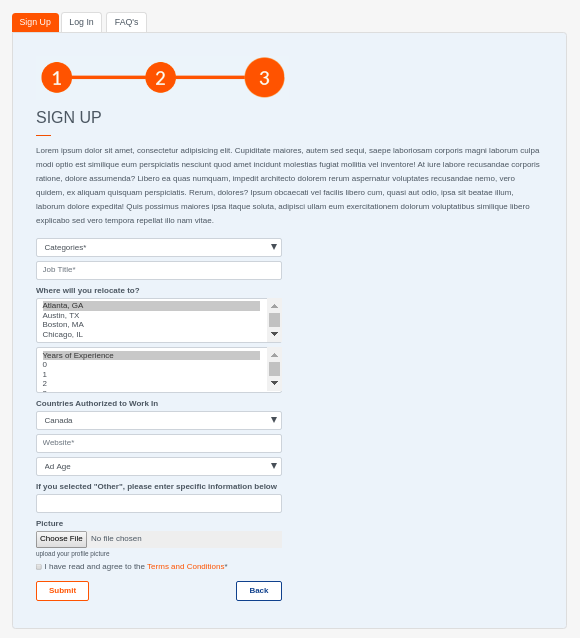 Sign Up Log In FAQ's
1 2 3
SIGN UP
Lorem ipsum dolor sit amet, consectetur adipisicing elit. Cupiditate maiores, autem sed sequi, saepe laboriosam corporis magni laborum culpa
modi optio est similique eum perspiciatis nesciunt quod amet incidunt molestias fugiat mollitia vel inventore! At iure labore recusandae corporis
ratione, dolore assumenda? Libero ea quas numquam, impedit architecto dolorem rerum aspernatur voluptates recusandae nemo, vero
quidem, ex aliquam quisquam perspiciatis. Rerum, dolores? Ipsum obcaecati vel facilis libero cum, quasi aut odio, ipsa sit beatae illum,
laborum dolore expedita! Quis possimus maiores ipsa itaque soluta, adipisci ullam eum exercitationem dolorum voluptatibus similique libero
explicabo sed vero tempora repellat illo nam vitae.
Categories*
Job Title*
Where will you relocate to?
Atlanta, GA
Austin, TX
Boston, MA
Chicago, IL
Years of Experience
0
1
2
Countries Authorized to Work In
Canada
Website*
Ad Age
If you selected "Other", please enter specific information below
Picture
Choose File No file chosen
upload your profile picture
I have read and agree to the Terms and Conditions*
Submit Back